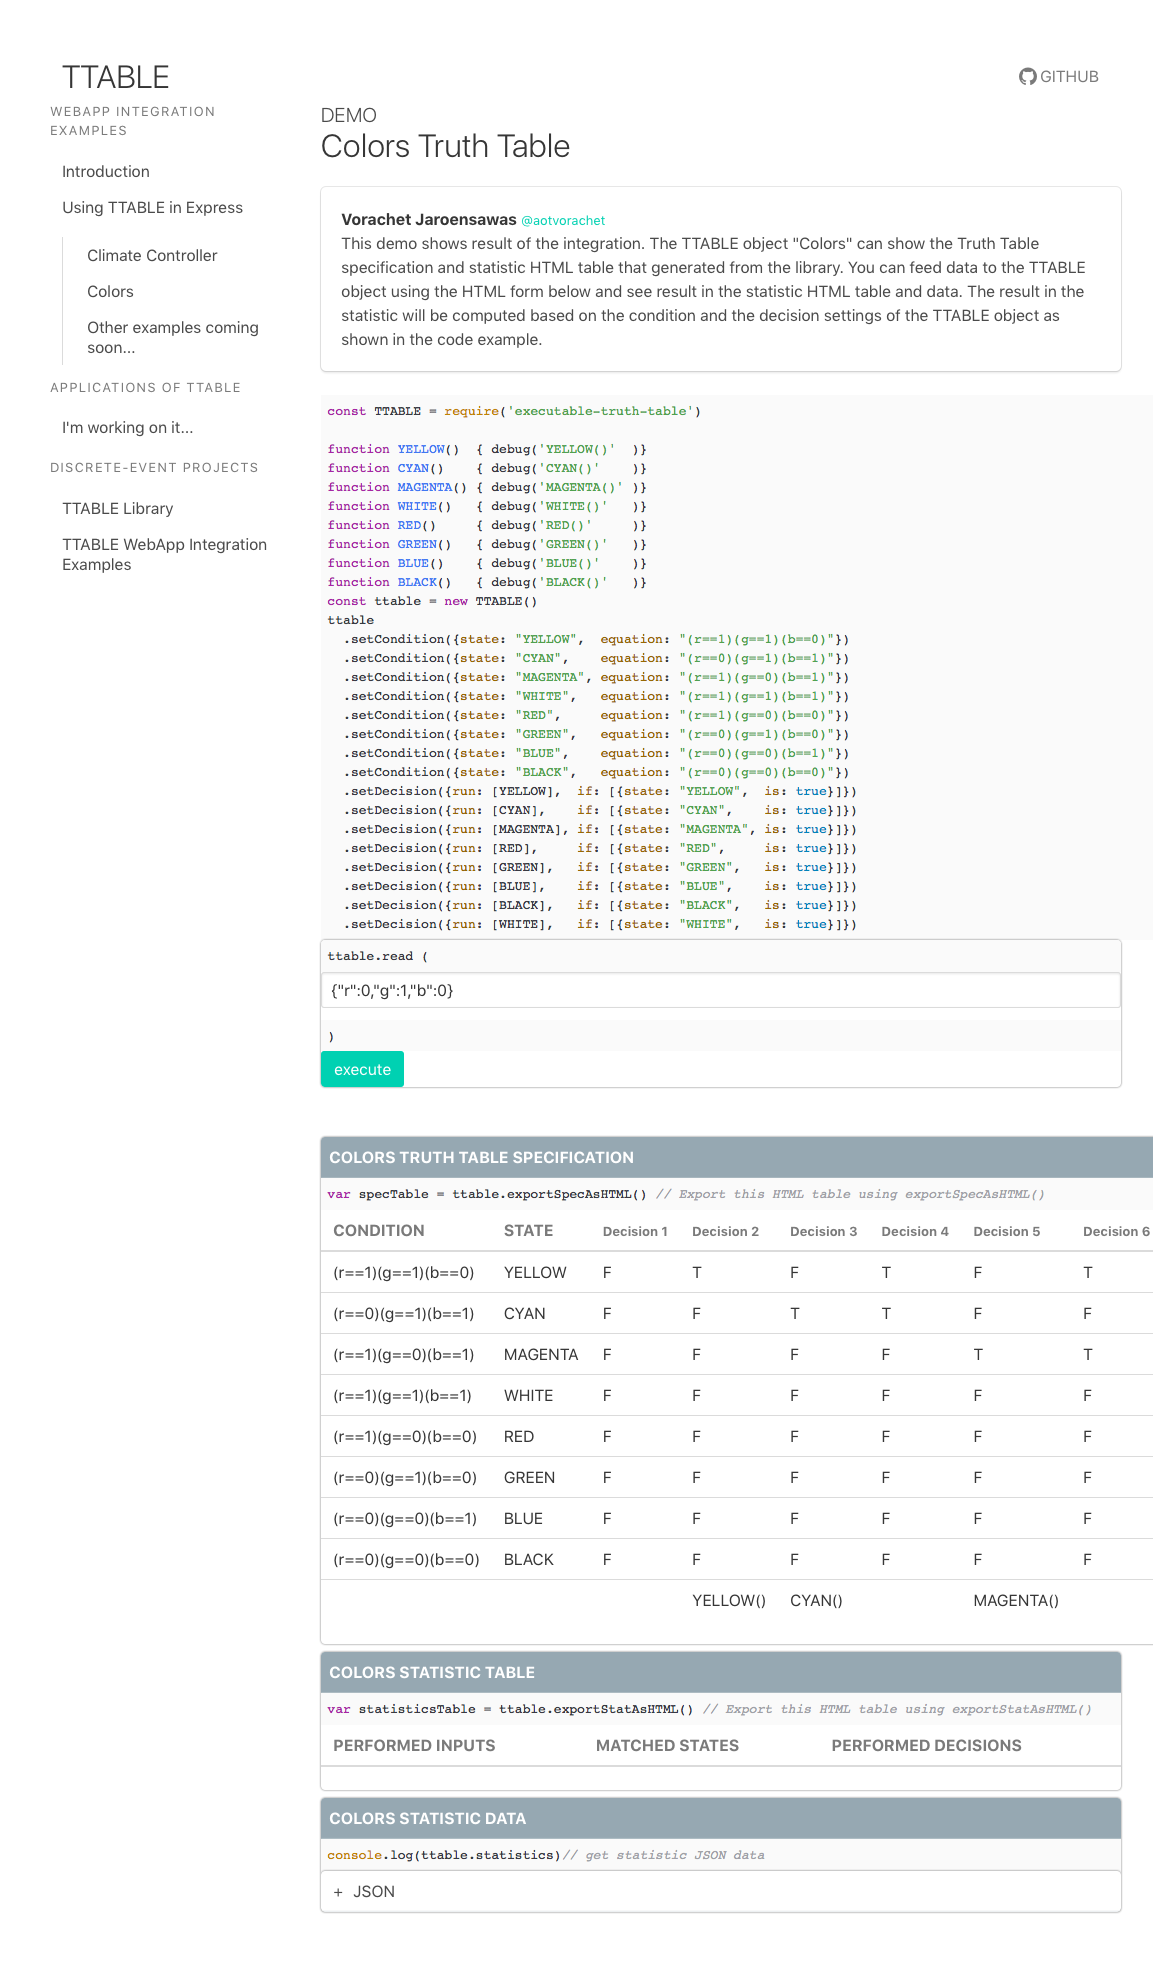 TTABLE
GITHUB
WEBAPP INTEGRATION
EXAMPLES
Introduction
Using TTABLE in Express
Climate Controller
Colors
Other examples coming
soon...
APPLICATIONS OF TTABLE
I'm working on it...
DISCRETE-EVENT PROJECTS
TTABLE Library
TTABLE WebApp Integration
Examples
DEMO
Colors Truth Table
Vorachet Jaroensawas @aotvorachet
This demo shows result of the integration. The TTABLE object "Colors" can show the Truth Table
specification and statistic HTML table that generated from the library. You can feed data to the TTABLE
object using the HTML form below and see result in the statistic HTML table and data. The result in the
statistic will be computed based on the condition and the decision settings of the TTABLE object as
shown in the code example.
const TTABLE = require('executable-truth-table')
function YELLOW()  { debug('YELLOW()'  )}
function CYAN()    { debug('CYAN()'    )}
function MAGENTA() { debug('MAGENTA()' )}
function WHITE()   { debug('WHITE()'   )}
function RED()     { debug('RED()'     )}
function GREEN()   { debug('GREEN()'   )}
function BLUE()    { debug('BLUE()'    )}
function BLACK()   { debug('BLACK()'   )}
const ttable = new TTABLE()
ttable
  .setCondition({state: "YELLOW",  equation: "(r==1)(g==1)(b==0)"})
  .setCondition({state: "CYAN",    equation: "(r==0)(g==1)(b==1)"})
  .setCondition({state: "MAGENTA", equation: "(r==1)(g==0)(b==1)"})
  .setCondition({state: "WHITE",   equation: "(r==1)(g==1)(b==1)"})
  .setCondition({state: "RED",     equation: "(r==1)(g==0)(b==0)"})
  .setCondition({state: "GREEN",   equation: "(r==0)(g==1)(b==0)"})
  .setCondition({state: "BLUE",    equation: "(r==0)(g==0)(b==1)"})
  .setCondition({state: "BLACK",   equation: "(r==0)(g==0)(b==0)"})
  .setDecision({run: [YELLOW],  if: [{state: "YELLOW",  is: true}]})
  .setDecision({run: [CYAN],    if: [{state: "CYAN",    is: true}]})
  .setDecision({run: [MAGENTA], if: [{state: "MAGENTA", is: true}]})
  .setDecision({run: [RED],     if: [{state: "RED",     is: true}]})
  .setDecision({run: [GREEN],   if: [{state: "GREEN",   is: true}]})
  .setDecision({run: [BLUE],    if: [{state: "BLUE",    is: true}]})
  .setDecision({run: [BLACK],   if: [{state: "BLACK",   is: true}]})
  .setDecision({run: [WHITE],   if: [{state: "WHITE",   is: true}]})
ttable.read (
{"r":0,"g":1,"b":0}
)
execute
COLORS TRUTH TABLE SPECIFICATION
var specTable = ttable.exportSpecAsHTML() // Export this HTML table using exportSpecAsHTML()
CONDITION STATE Decision 1 Decision 2 Decision 3 Decision 4 Decision 5 Decision 6
(r==1)(g==1)(b==0) YELLOW F T F T F T
(r==0)(g==1)(b==1) CYAN F F T T F F
(r==1)(g==0)(b==1) MAGENTA F F F F T T
(r==1)(g==1)(b==1) WHITE F F F F F F
(r==1)(g==0)(b==0) RED F F F F F F
(r==0)(g==1)(b==0) GREEN F F F F F F
(r==0)(g==0)(b==1) BLUE F F F F F F
(r==0)(g==0)(b==0) BLACK F F F F F F
YELLOW() CYAN() MAGENTA()
COLORS STATISTIC TABLE
var statisticsTable = ttable.exportStatAsHTML() // Export this HTML table using exportStatAsHTML()
PERFORMED INPUTS MATCHED STATES PERFORMED DECISIONS
COLORS STATISTIC DATA
console.log(ttable.statistics)// get statistic JSON data
+ JSON